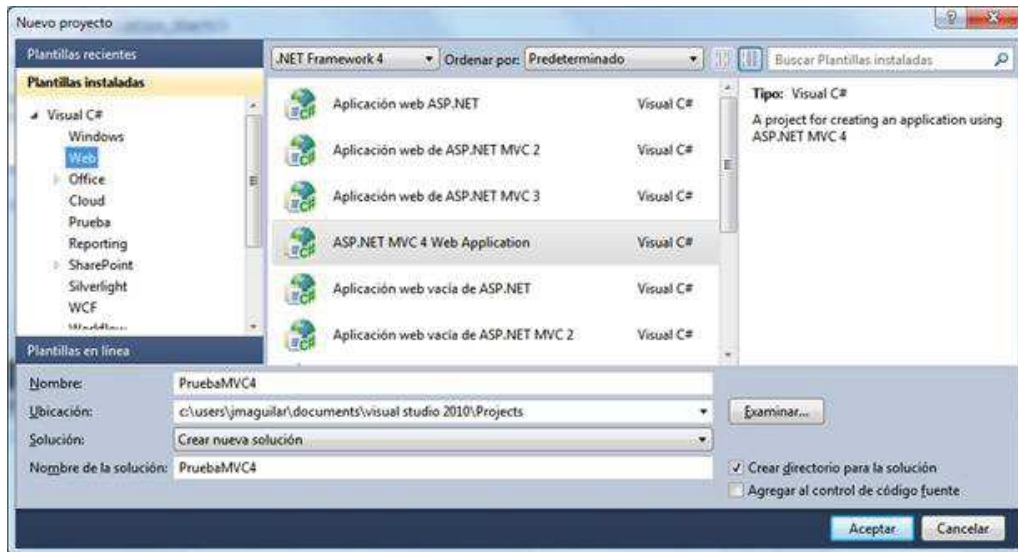 Nuevo proyecto
Plantillas recientes
.NET Framework 4
Ordenar por: Predeterminado
Buscar Plantillas instaladas
Plantillas instaladas
Visual C#
Windows
Web
Office
Cloud
Prueba
Reporting
SharePoint
Silverlight
WCF
Workflow
Plantillas en línea
Aplicación web ASP.NET Visual C#
Aplicación web de ASP.NET MVC 2 Visual C#
Aplicación web de ASP.NET MVC 3 Visual C#
ASP.NET MVC 4 Web Application Visual C#
Aplicación web vacía de ASP.NET Visual C#
Aplicación web vacía de ASP.NET MVC 2 Visual C#
Tipo: Visual C#
A project for creating an application using
ASP.NET MVC 4
Nombre: PruebaMVC4
Ubicación: c:\users\jmaguilar\documents\visual studio 2010\Projects
Examinar...
Solución: Crear nueva solución
Nombre de la solución: PruebaMVC4
Crear directorio para la solución
Agregar al control de código fuente
Aceptar Cancelar